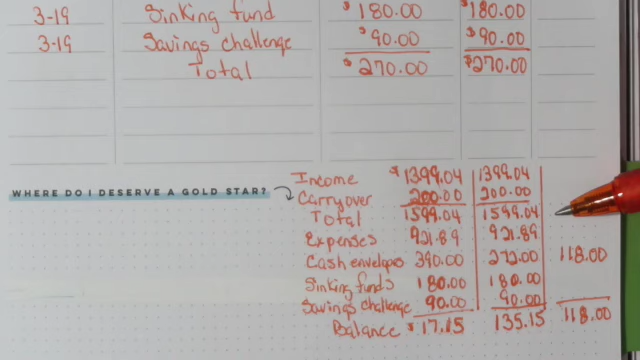 3-19 Sinking fund $180.00 $180.00
3-19 Savings challenge $90.00 $90.00
Total $270.00 $270.00
WHERE DO I DESERVE A GOLD STAR?
Income $1399.04 1399.04
Carryover 200.00 200.00
Total 1599.04 1599.04
Expenses 921.89 921.89
Cash envelopes 390.00 272.00 118.00
Sinking funds 180.00 180.00
Savings challenge 90.00 90.00
Balance $17.15 135.15 118.00